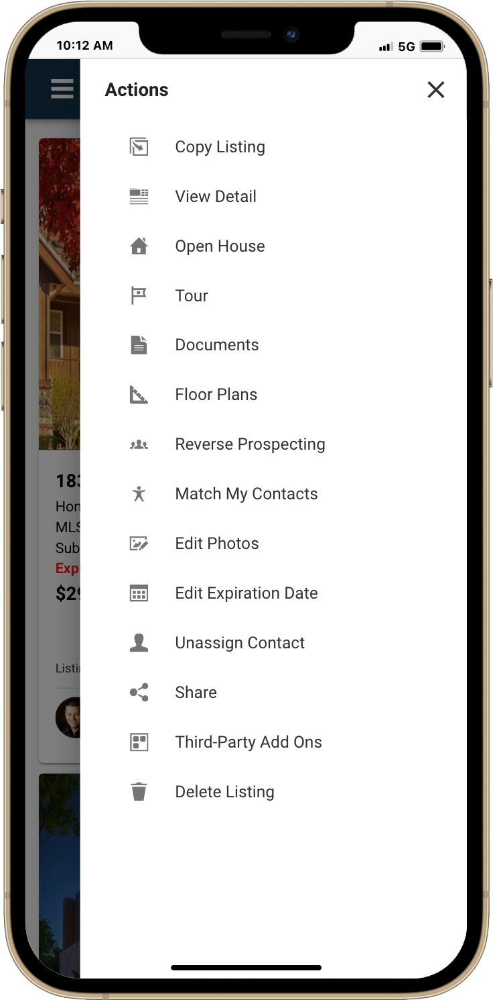 10:12 AM
5G
Actions
Copy Listing
View Detail
Open House
Tour
Documents
Floor Plans
Reverse Prospecting
Match My Contacts
Edit Photos
Edit Expiration Date
Unassign Contact
Share
Third-Party Add Ons
Delete Listing
183
Hon
MLS
Sub
Exp
$29
Listin